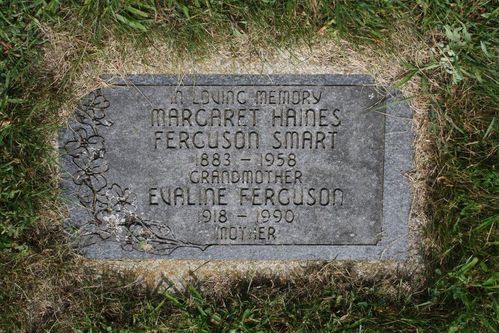 IN LOVING MEMORY
MARGARET HAINES
FERGUSON SMART
1883 - 1958
GRANDMOTHER
EVALINE FERGUSON
1918 - 1990
MOTHER